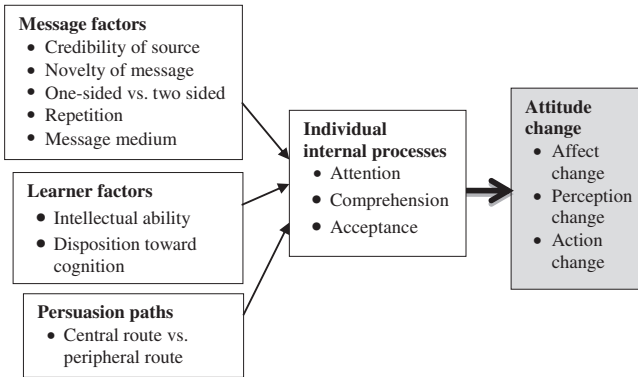 Message factors
• Credibility of source
• Novelty of message
• One-sided vs. two sided
• Repetition
• Message medium
Learner factors
• Intellectual ability
• Disposition toward
cognition
Persuasion paths
• Central route vs.
peripheral route
Individual
internal processes
• Attention
• Comprehension
• Acceptance
Attitude
change
• Affect
change
• Perception
change
• Action
change